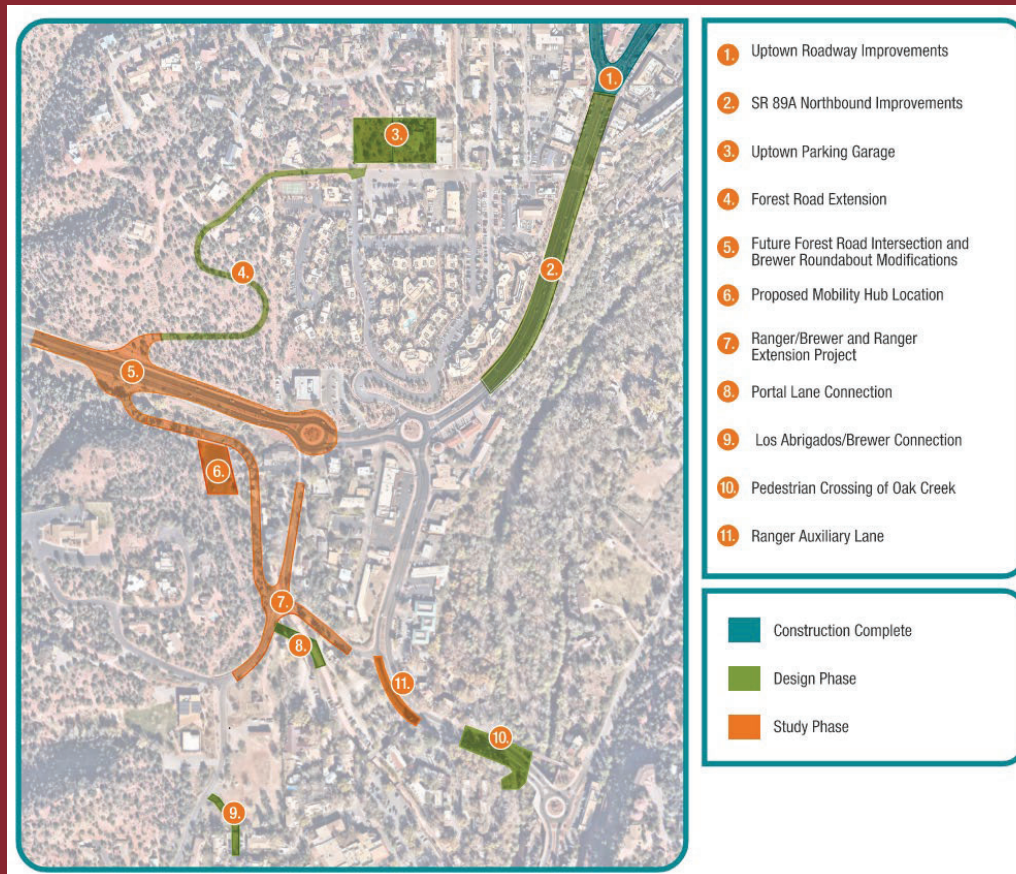 1. Uptown Roadway Improvements
2. SR 89A Northbound Improvements
3. Uptown Parking Garage
4. Forest Road Extension
5. Future Forest Road Intersection and
Brewer Roundabout Modifications
6. Proposed Mobility Hub Location
7. Ranger/Brewer and Ranger
Extension Project
8. Portal Lane Connection
9. Los Abrigados/Brewer Connection
10. Pedestrian Crossing of Oak Creek
11. Ranger Auxiliary Lane
Construction Complete
Design Phase
Study Phase
1.
3.
2.
4.
5.
6.
7.
8.
11.
10.
9.